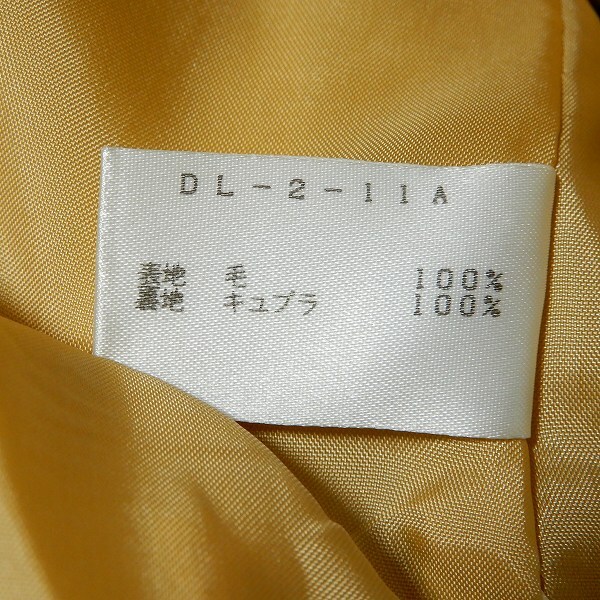 DL-2-11A
表地 毛 100%
裏地 キュプラ 100%